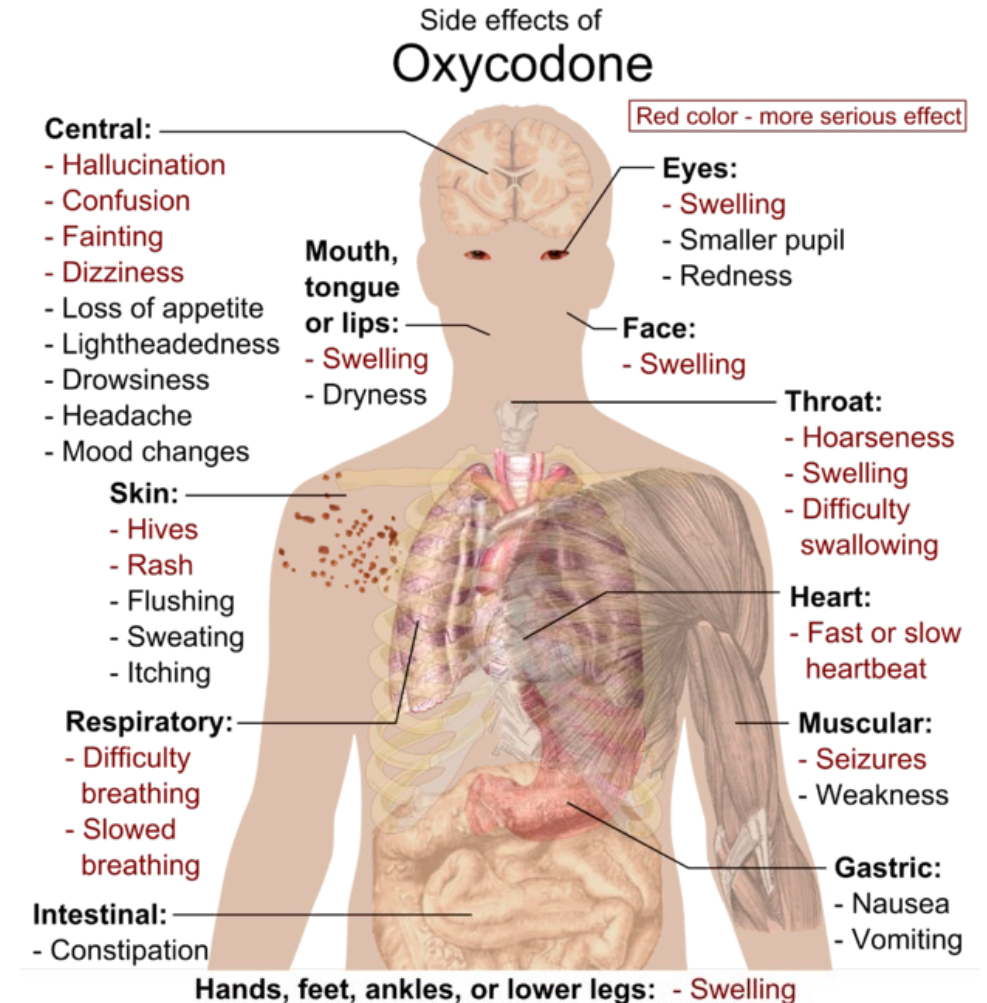 Side effects of
Oxycodone
Red color - more serious effect
Central:
- Hallucination
- Confusion
- Fainting
- Dizziness
- Loss of appetite
- Lightheadedness
- Drowsiness
- Headache
- Mood changes
Mouth,
tongue
or lips:
- Swelling
- Dryness
Eyes:
- Swelling
- Smaller pupil
- Redness
Face:
- Swelling
Throat:
- Hoarseness
- Swelling
- Difficulty
swallowing
Skin:
- Hives
- Rash
- Flushing
- Sweating
- Itching
Heart:
- Fast or slow
heartbeat
Respiratory:
- Difficulty
breathing
- Slowed
breathing
Muscular:
- Seizures
- Weakness
Gastric:
- Nausea
- Vomiting
Intestinal:
- Constipation
Hands, feet, ankles, or lower legs: - Swelling